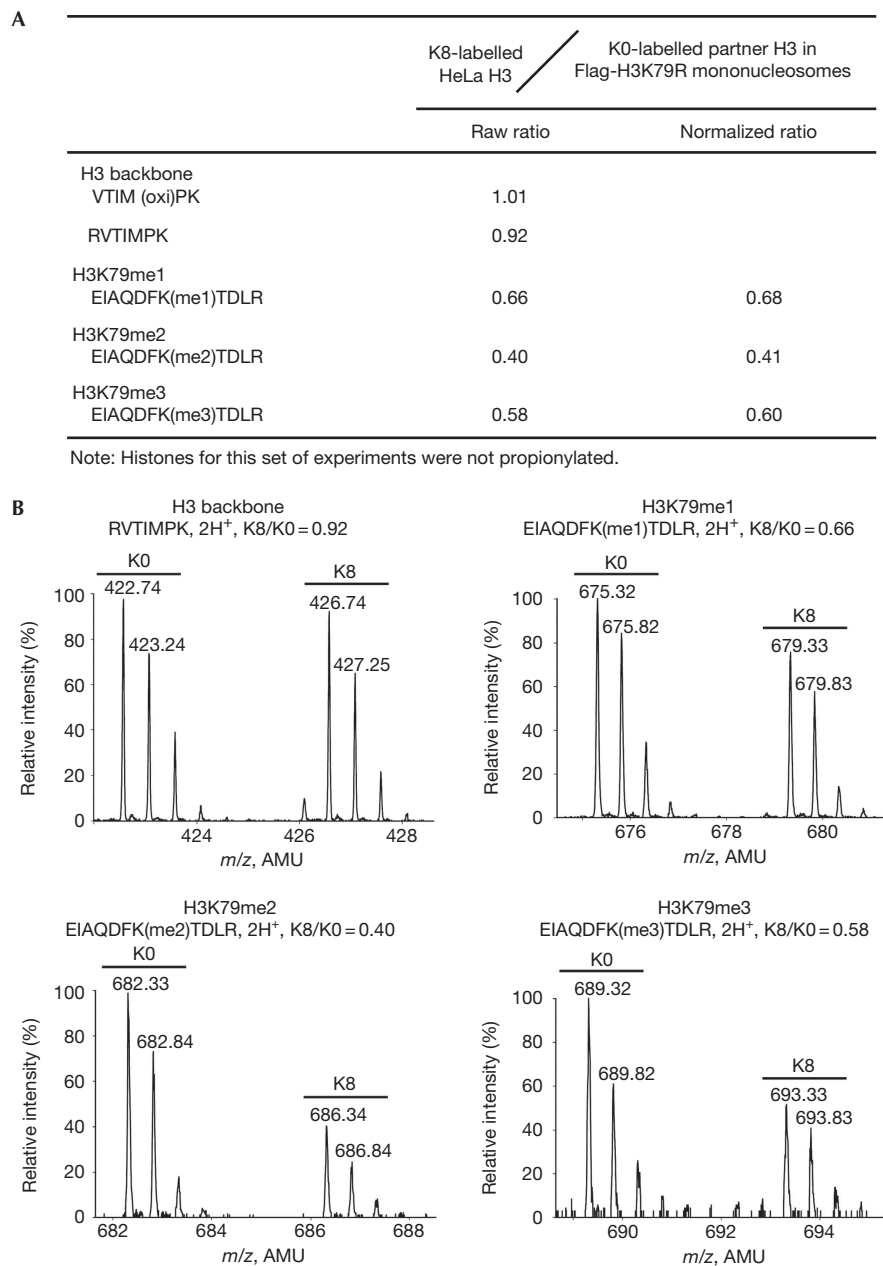 A
K8-labelled
HeLa H3
K0-labelled partner H3 in
Flag-H3K79R mononucleosomes
Raw ratio Normalized ratio
H3 backbone
VTIM (oxi)PK 1.01
RVTIMPK 0.92
H3K79me1
EIAQDFK(me1)TDLR 0.66 0.68
H3K79me2
EIAQDFK(me2)TDLR 0.40 0.41
H3K79me3
EIAQDFK(me3)TDLR 0.58 0.60
Note: Histones for this set of experiments were not propionylated.
B
H3 backbone
RVTIMPK, 2H⁺, K8/K0 = 0.92
K0
K8
422.74
423.24
426.74
427.25
Relative intensity (%)
100
80
60
40
20
0
424 426 428
m/z, AMU
H3K79me1
EIAQDFK(me1)TDLR, 2H⁺, K8/K0 = 0.66
K0
K8
675.32
675.82
679.33
679.83
Relative intensity (%)
100
80
60
40
20
0
676 678 680
m/z, AMU
H3K79me2
EIAQDFK(me2)TDLR, 2H⁺, K8/K0 = 0.40
K0
K8
682.33
682.84
686.34
686.84
Relative intensity (%)
100
80
60
40
20
0
682 684 686 688
m/z, AMU
H3K79me3
EIAQDFK(me3)TDLR, 2H⁺, K8/K0 = 0.58
K0
K8
689.32
689.82
693.33
693.83
Relative intensity (%)
100
80
60
40
20
0
690 692 694
m/z, AMU